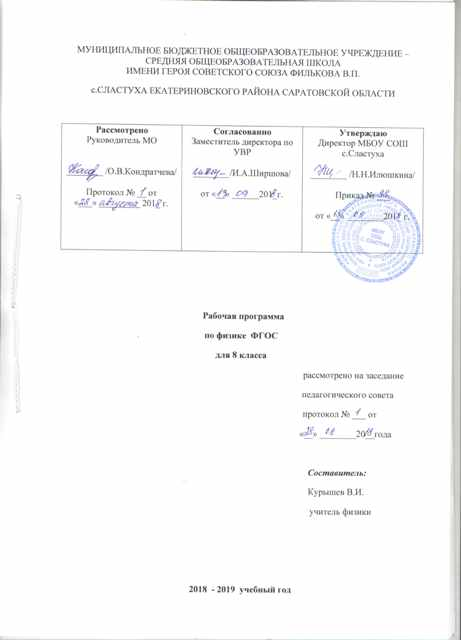 МУНИЦИПАЛЬНОЕ БЮДЖЕТНОЕ ОБЩЕОБРАЗОВАТЕЛЬНОЕ УЧРЕЖДЕНИЕ –
СРЕДНЯЯ ОБЩЕОБРАЗОВАТЕЛЬНАЯ ШКОЛА
ИМЕНИ ГЕРОЯ СОВЕТСКОГО СОЮЗА ФИЛЬКОВА В.П.
с.СЛАСТУХА ЕКАТЕРИНОВСКОГО РАЙОНА САРАТОВСКОЙ ОБЛАСТИ
Рассмотрено
Руководитель МО
/О.В.Кондратчева/
Протокол № 1 от
«28» августа 2018 г.
Согласованно
Заместитель директора по
УВР
/И.А.Ширшова/
от «13» 09 2018 г.
Утверждаю
Директор МБОУ СОШ
с.Сластуха
/Н.Н.Илюшкина/
Приказ №
от « 2018 г.
Рабочая программа
по физике ФГОС
для 8 класса
рассмотрено на заседание
педагогического совета
протокол № 1 от
«28» 08 2018 года
Составитель:
Курышев В.И.
учитель физики
2018 - 2019 учебный год